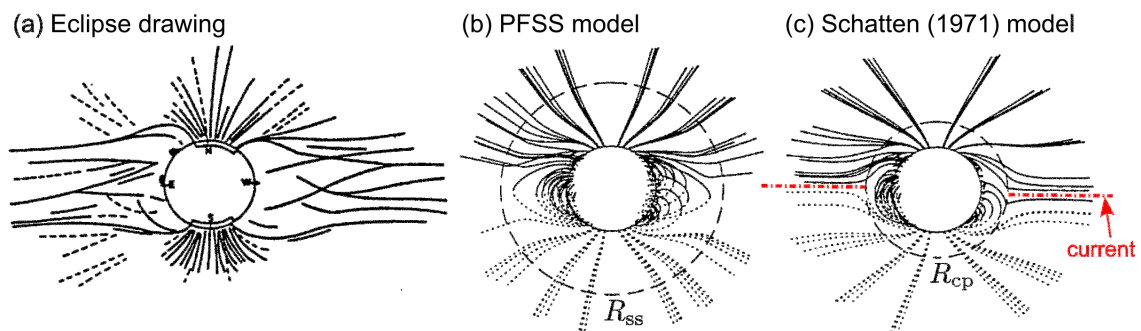 (a) Eclipse drawing
(b) PFSS model
(c) Schatten (1971) model
N
E
W
S
Rss
Rcp
current